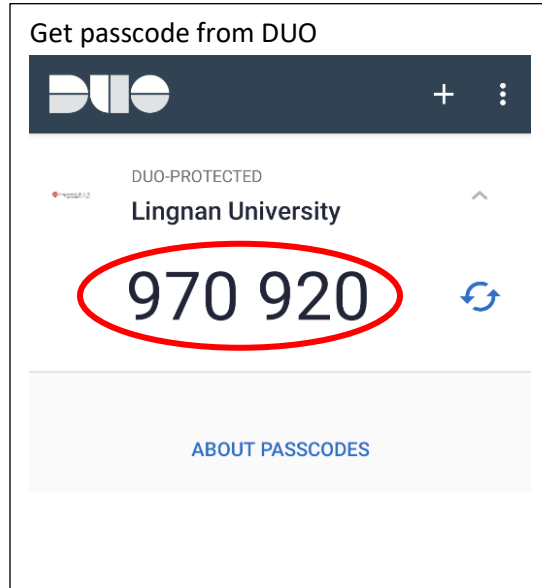 Get passcode from DUO
DUO
+
DUO-PROTECTED
Lingnan University
970 920
ABOUT PASSCODES